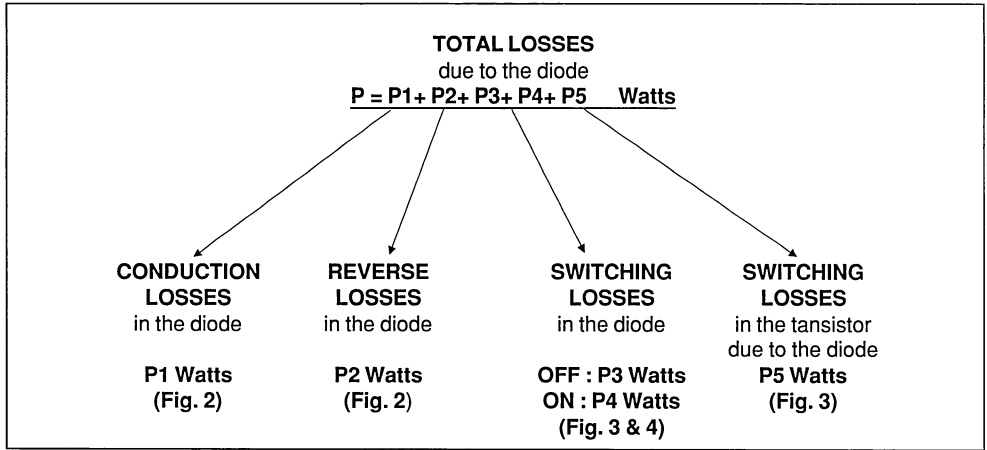 TOTAL LOSSES
due to the diode
P = P1+ P2+ P3+ P4+ P5 Watts
CONDUCTION
LOSSES
in the diode
P1 Watts
(Fig. 2)
REVERSE
LOSSES
in the diode
P2 Watts
(Fig. 2)
SWITCHING
LOSSES
in the diode
OFF : P3 Watts
ON : P4 Watts
(Fig. 3 & 4)
SWITCHING
LOSSES
in the tansistor
due to the diode
P5 Watts
(Fig. 3)